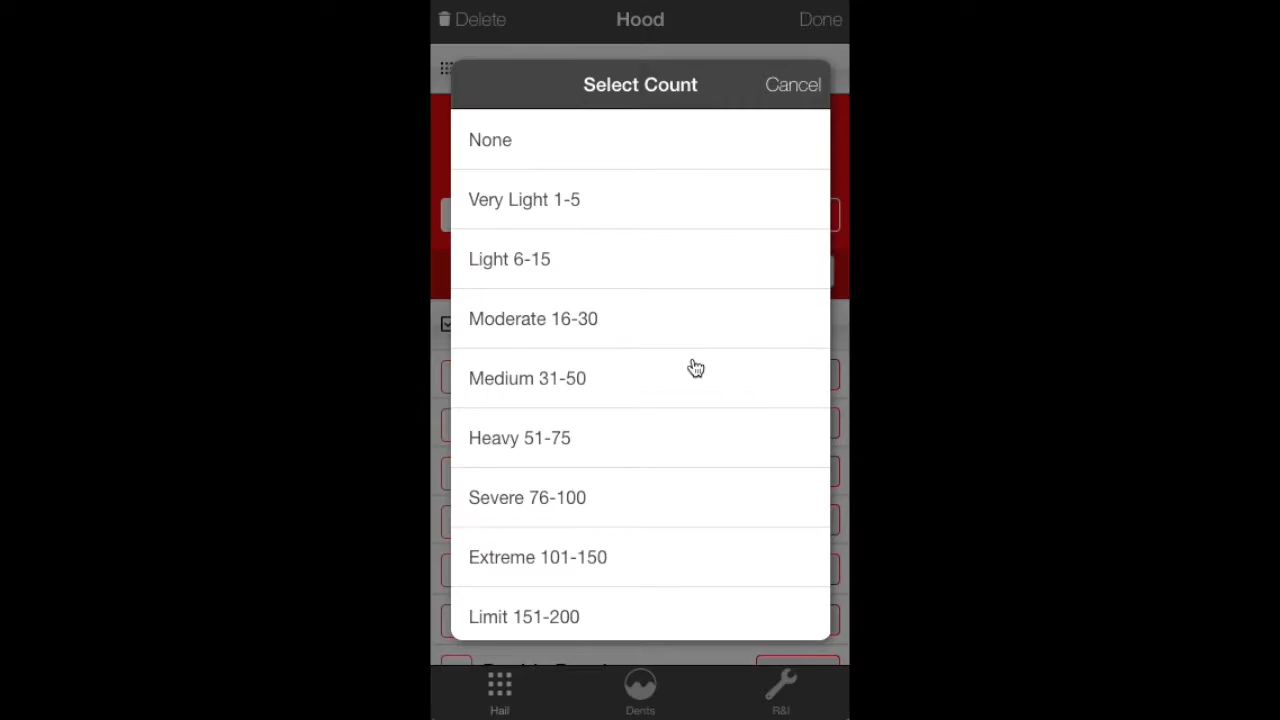 Delete Hood Done
Select Count Cancel
None
Very Light 1-5
Light 6-15
Moderate 16-30
Medium 31-50
Heavy 51-75
Severe 76-100
Extreme 101-150
Limit 151-200
Hail Dents R&I